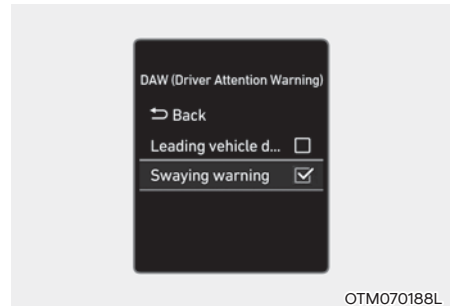 DAW (Driver Attention Warning)
Back
Leading vehicle d...
Swaying warning
OTM070188L